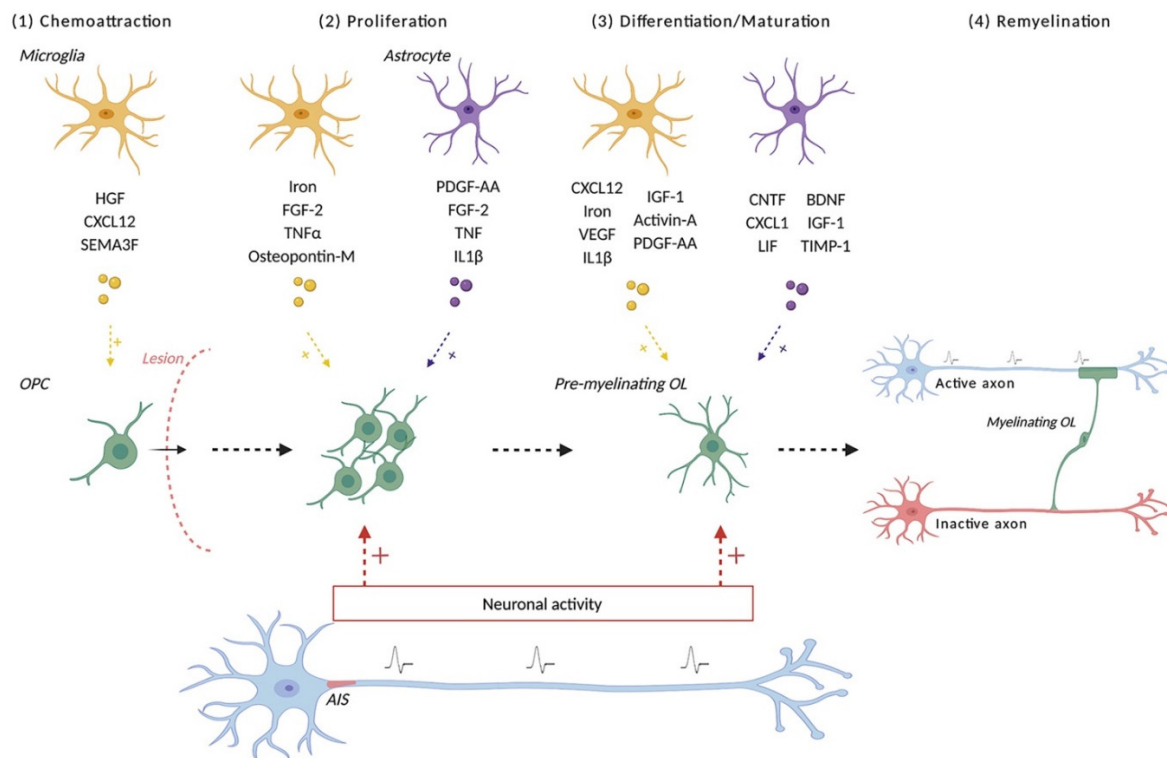 (1) Chemoattraction
(2) Proliferation
(3) Differentiation/Maturation
(4) Remyelination
Microglia
Astrocyte
HGF
CXCL12
SEMA3F
Iron
FGF-2
TNFα
Osteopontin-M
PDGF-AA
FGF-2
TNF
IL1β
CXCL12
Iron
VEGF
IL1β
IGF-1
Activin-A
PDGF-AA
CNTF
CXCL1
LIF
BDNF
IGF-1
TIMP-1
+
+
+
+
+
Lesion
OPC
Pre-myelinating OL
Active axon
Myelinating OL
Inactive axon
+
+
Neuronal activity
AIS